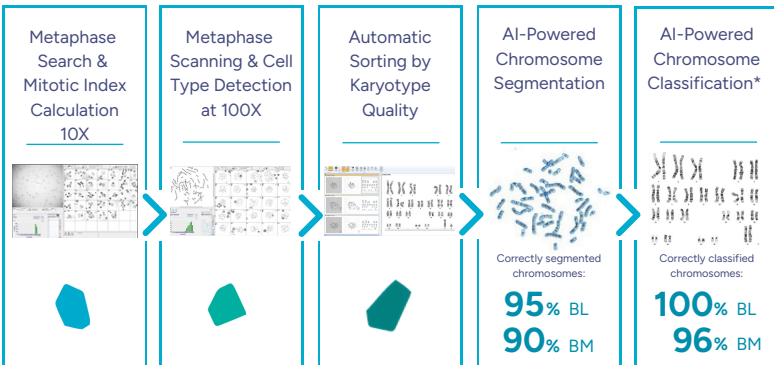 Metaphase
Search &
Mitotic Index
Calculation
10X
Metaphase
Scanning & Cell
Type Detection
at 100X
Automatic
Sorting by
Karyotype
Quality
AI-Powered
Chromosome
Segmentation
Correctly segmented
chromosomes:
95% BL
90% BM
AI-Powered
Chromosome
Classification*
Correctly classified
chromosomes:
100% BL
96% BM